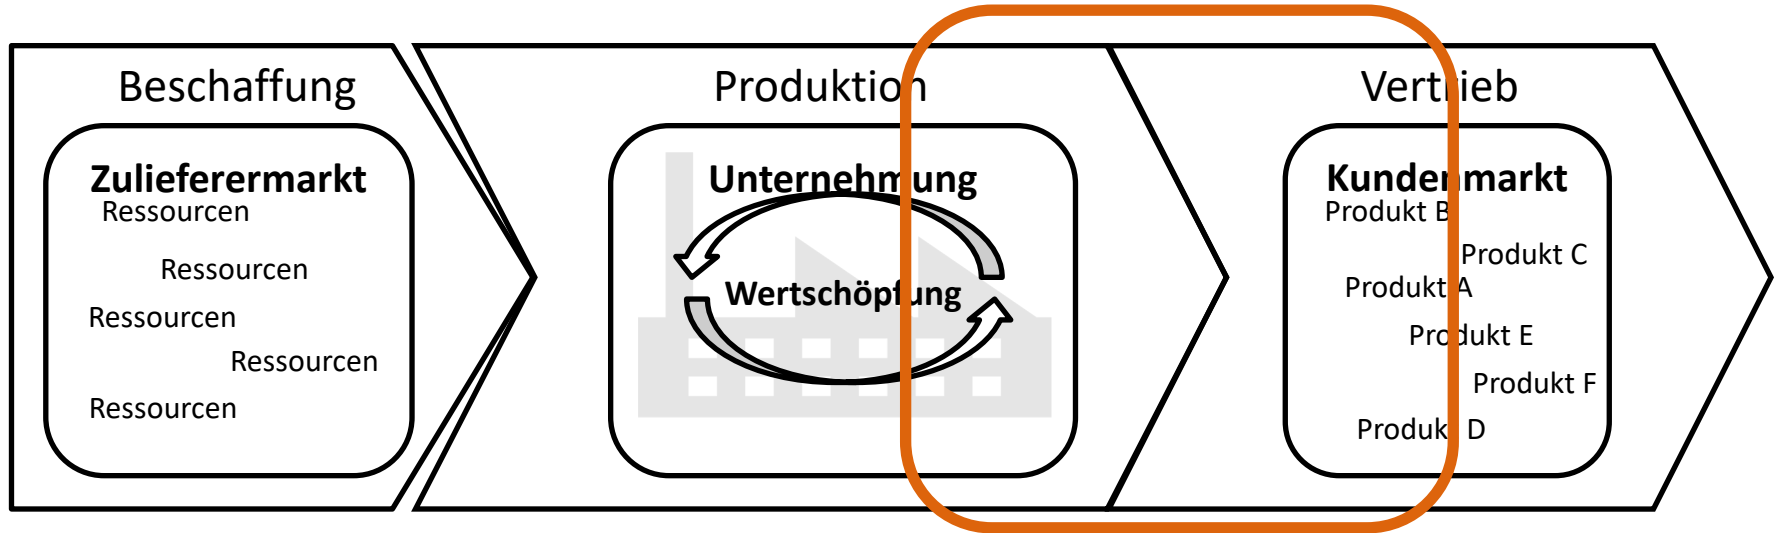 Beschaffung
Zulieferermarkt
Ressourcen
Ressourcen
Ressourcen
Ressourcen
Ressourcen
Produktion
Unternehmung
Wertschöpfung
Vertrieb
Kundenmarkt
Produkt B
Produkt C
Produkt A
Produkt E
Produkt F
Produkt D